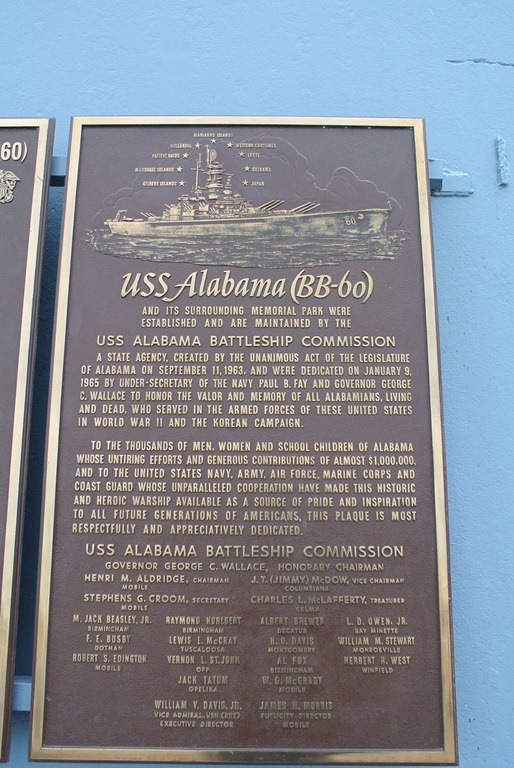 60)
MARIANAS ISLANDS
HOLLANDIA ★ ★ WESTERN CAROLINES
PACIFIC RAIDS ★ ★ LEYTE
MARSHALL ISLANDS ★ ★ OKINAWA
GILBERT ISLANDS ★ ★ JAPAN
60
USS Alabama (BB-60)
AND ITS SURROUNDING MEMORIAL PARK WERE
ESTABLISHED AND ARE MAINTAINED BY THE
USS ALABAMA BATTLESHIP COMMISSION
A STATE AGENCY, CREATED BY THE UNANIMOUS ACT OF THE LEGISLATURE
OF ALABAMA ON SEPTEMBER 11, 1963, AND WERE DEDICATED ON JANUARY 9,
1965 BY UNDER-SECRETARY OF THE NAVY PAUL B. FAY AND GOVERNOR GEORGE
C. WALLACE TO HONOR THE VALOR AND MEMORY OF ALL ALABAMIANS, LIVING
AND DEAD, WHO SERVED IN THE ARMED FORCES OF THESE UNITED STATES
IN WORLD WAR II AND THE KOREAN CAMPAIGN.
TO THE THOUSANDS OF MEN, WOMEN AND SCHOOL CHILDREN OF ALABAMA
WHOSE UNTIRING EFFORTS AND GENEROUS CONTRIBUTIONS OF ALMOST $1,000,000,
AND TO THE UNITED STATES NAVY, ARMY, AIR FORCE, MARINE CORPS AND
COAST GUARD WHOSE UNPARALLELED COOPERATION HAVE MADE THIS HISTORIC
AND HEROIC WARSHIP AVAILABLE AS A SOURCE OF PRIDE AND INSPIRATION
TO ALL FUTURE GENERATIONS OF AMERICANS, THIS PLAQUE IS MOST
RESPECTFULLY AND APPRECIATIVELY DEDICATED.
USS ALABAMA BATTLESHIP COMMISSION
GOVERNOR GEORGE C. WALLACE, HONORARY CHAIRMAN
HENRI M. ALDRIDGE, CHAIRMAN J. T. (JIMMY) McDOW, VICE CHAIRMAN
MOBILE COLUMBIANA
STEPHENS G. CROOM, SECRETARY CHARLES L. McLAFFERTY, TREASURER
MOBILE SELMA
M. JACK BEASLEY, JR. RAYMOND HURLBERT ALBERT BREWER L. D. OWEN, JR.
BIRMINGHAM BIRMINGHAM DECATUR BAY MINETTE
F. E. BUSBY LEWIS E. McCRAY H. D. DAVIS WILLIAM M. STEWART
DOTHAN TUSCALOOSA MONTGOMERY MONROEVILLE
ROBERT S. EDINGTON VERNON L. ST. JOHN AL FOX HERBERT H. WEST
MOBILE OPP BIRMINGHAM WINFIELD
JACK TATUM W. C. McGRADY
OPELIKA MOBILE
WILLIAM V. DAVIS, JR. JAMES H. MORRIS
VICE ADMIRAL, USN (RET) PUBLICITY DIRECTOR
EXECUTIVE DIRECTOR MOBILE